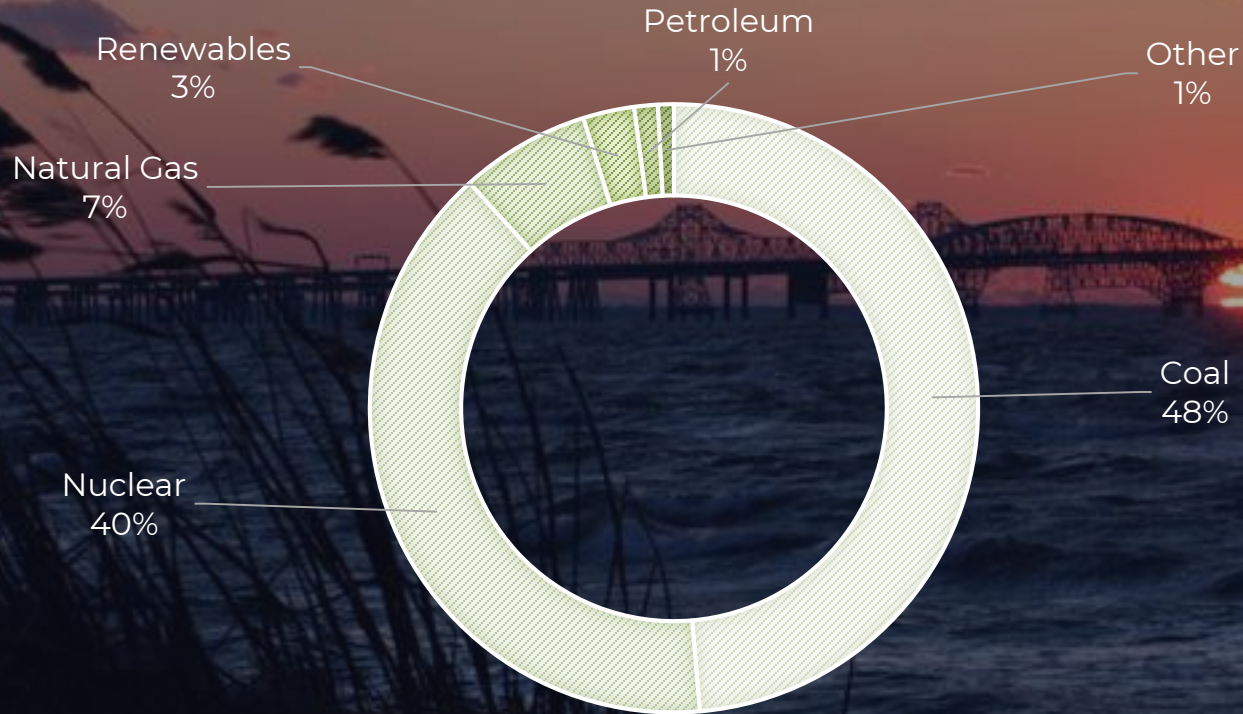 Petroleum
1%
Other
1%
Renewables
3%
Natural Gas
7%
Coal
48%
Nuclear
40%